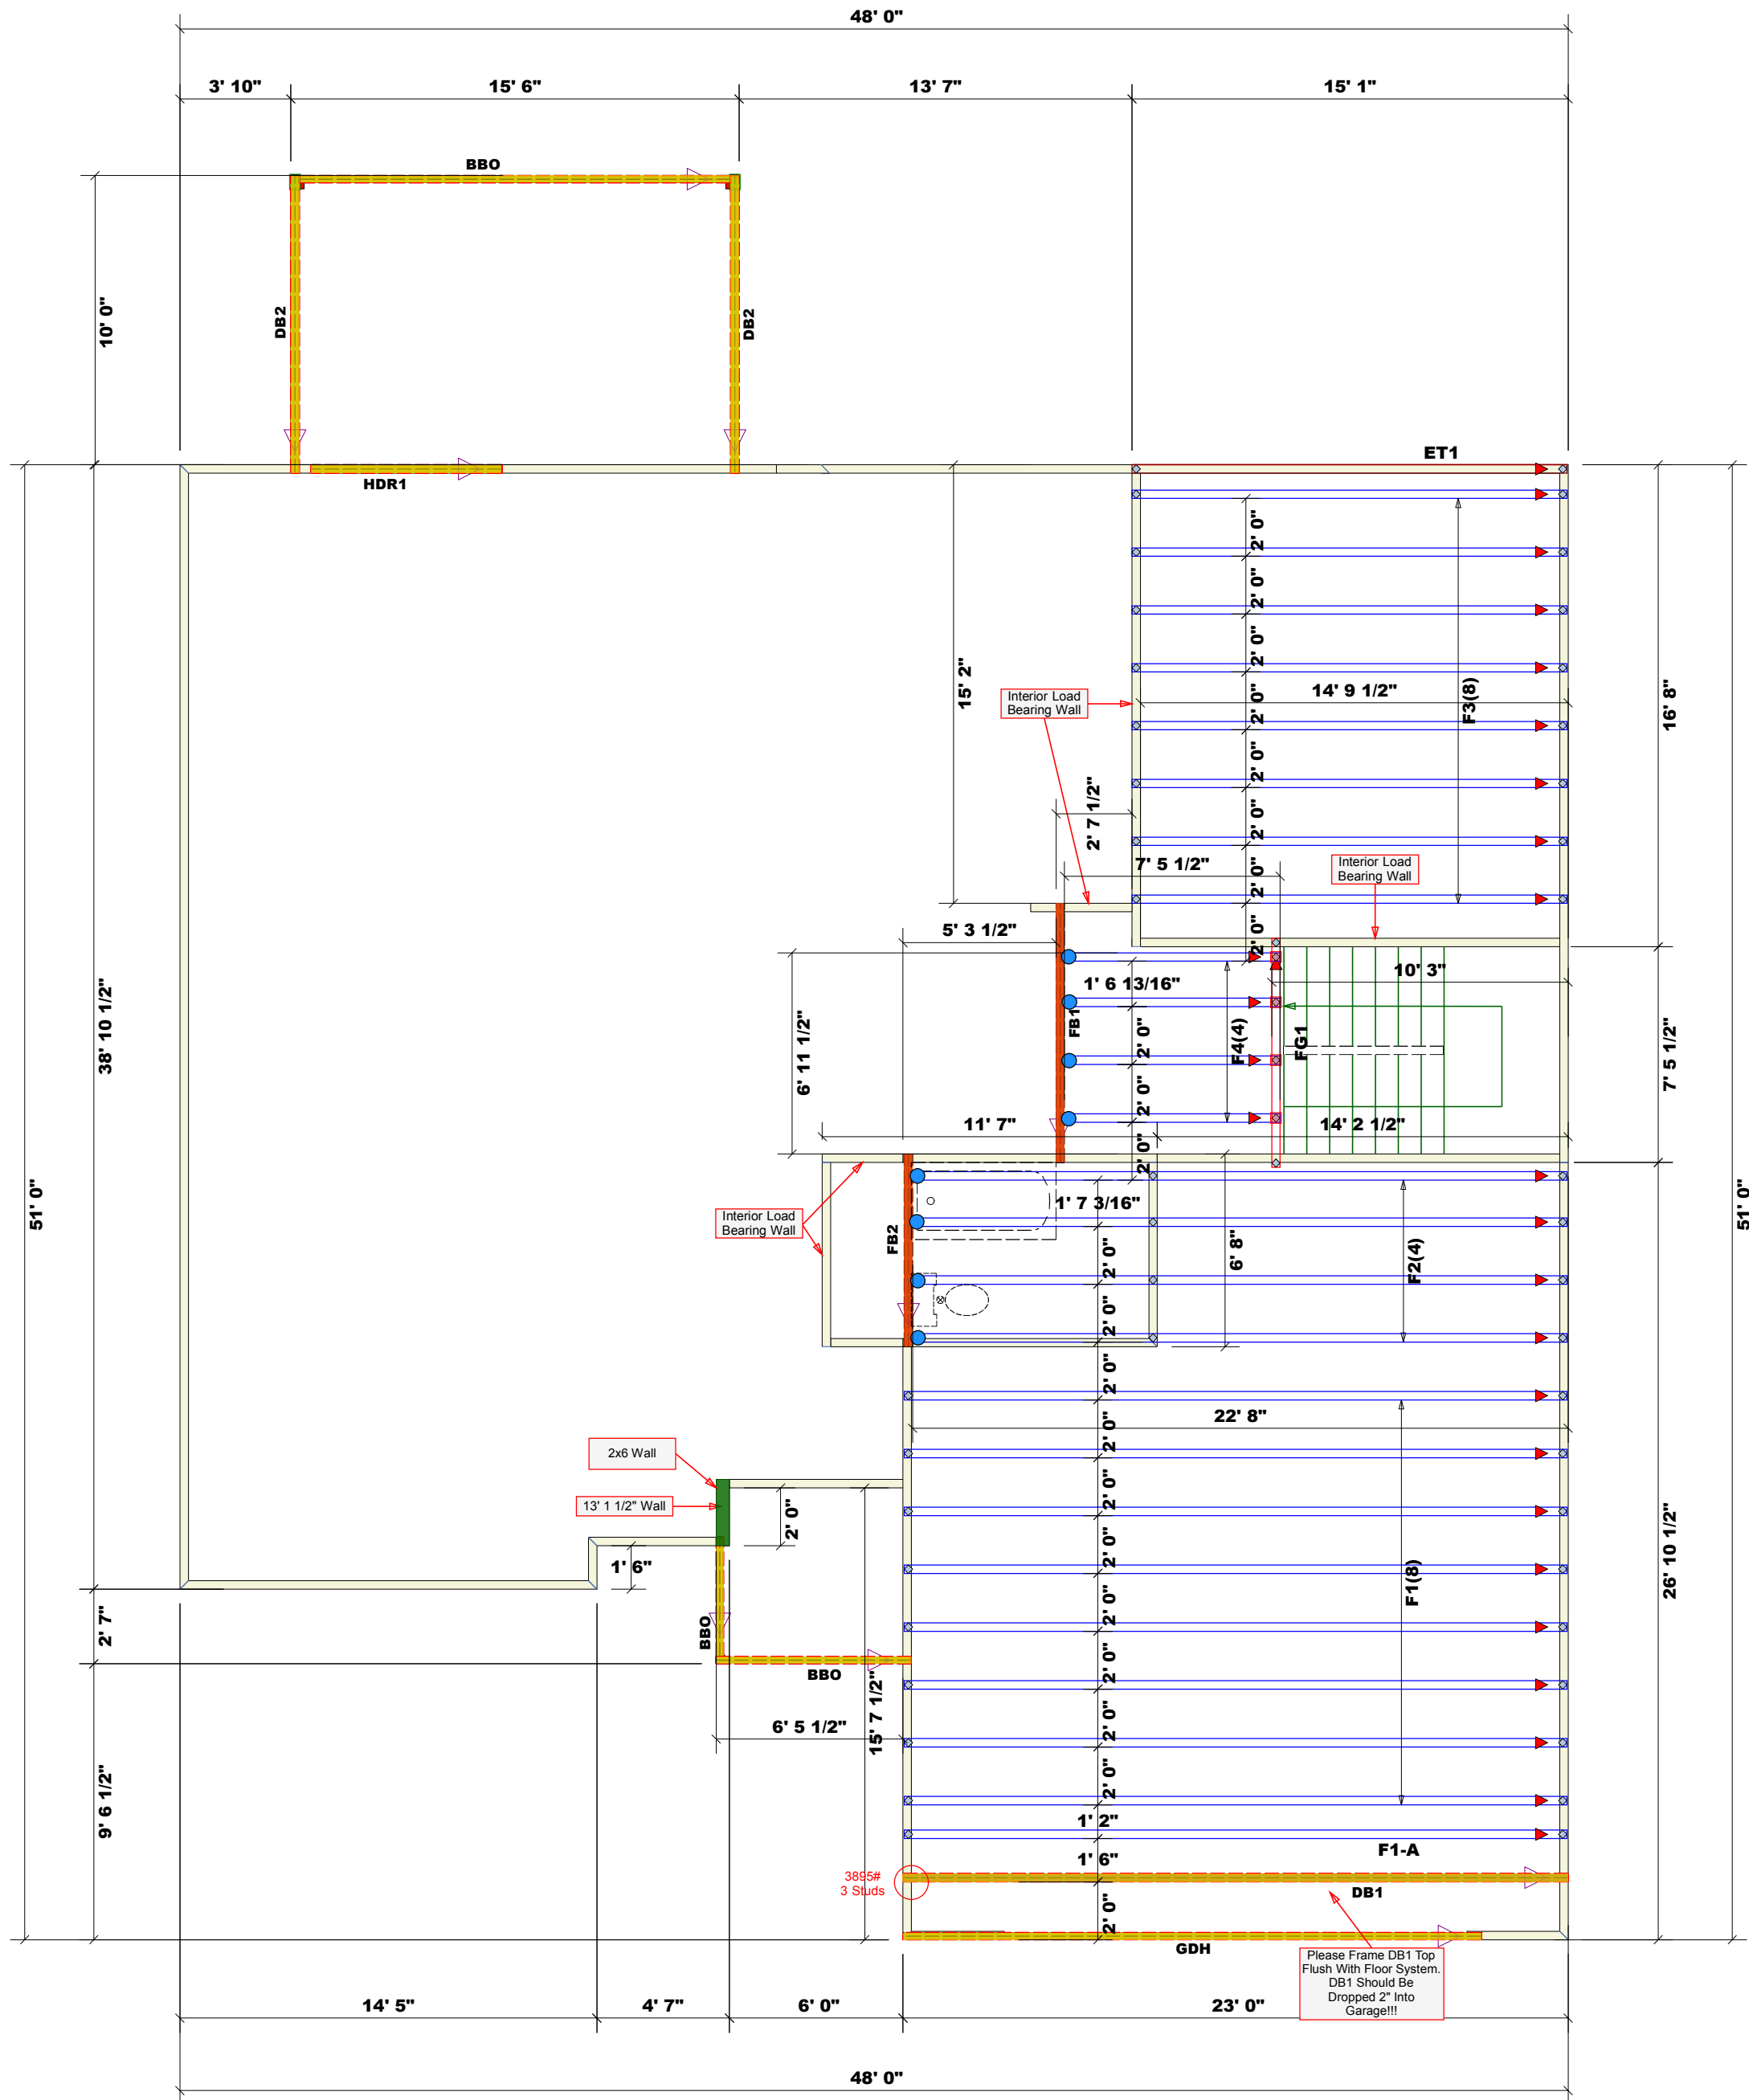 48' 0"
3' 10"
15' 6"
13' 7"
15' 1"
BBO
DB2
DB2
10' 0"
HDR1
ET1
2' 0"
2' 0"
2' 0"
2' 0"
2' 0"
2' 0"
2' 0"
2' 0"
15' 2"
Interior Load
Bearing Wall
14' 9 1/2"
F3(8)
16' 8"
2' 7 1/2"
7' 5 1/2"
Interior Load
Bearing Wall
5' 3 1/2"
10' 3"
1' 6 13/16"
FB1
F4(4)
FG1
2' 0"
2' 0"
2' 0"
38' 10 1/2"
6' 11 1/2"
7' 5 1/2"
11' 7"
14' 2 1/2"
51' 0"
51' 0"
1' 7 3/16"
Interior Load
Bearing Wall
FB2
6' 8"
F2(4)
2' 0"
2' 0"
2' 0"
2' 0"
2' 0"
2' 0"
2' 0"
2' 0"
2' 0"
2' 0"
22' 8"
2x6 Wall
13' 1 1/2" Wall
2' 0"
1' 6"
F1(8)
26' 10 1/2"
2' 7"
BBO
BBO
6' 5 1/2"
15' 7 1/2"
9' 6 1/2"
1' 2"
F1-A
1' 6"
3895#
3 Studs
DB1
2' 0"
GDH
Please Frame DB1 Top
Flush With Floor System.
DB1 Should Be
Dropped 2" Into
Garage!!!
14' 5"
4' 7"
6' 0"
23' 0"
48' 0"